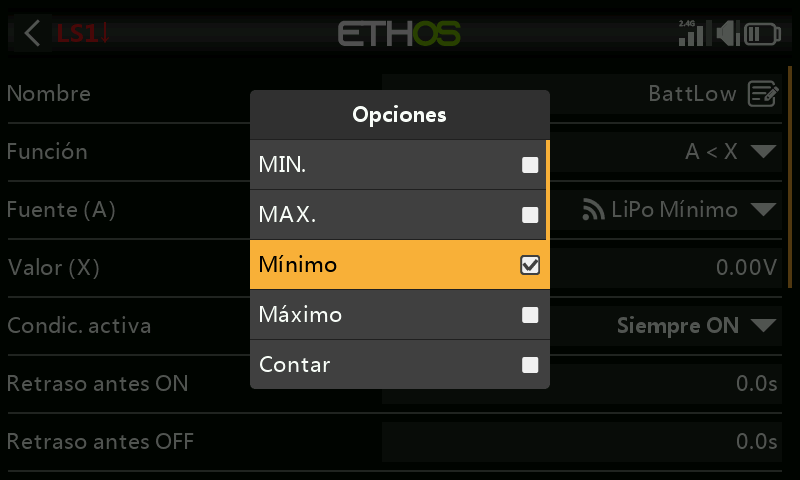 LS1↓
ETHOS
2.4G
Nombre
BattLow
Opciones
Función
A < X
MIN.
MAX.
Fuente (A)
LiPo Mínimo
Mínimo
Valor (X)
0.00V
Máximo
Condic. activa
Siempre ON
Contar
Retraso antes ON
0.0s
Retraso antes OFF
0.0s